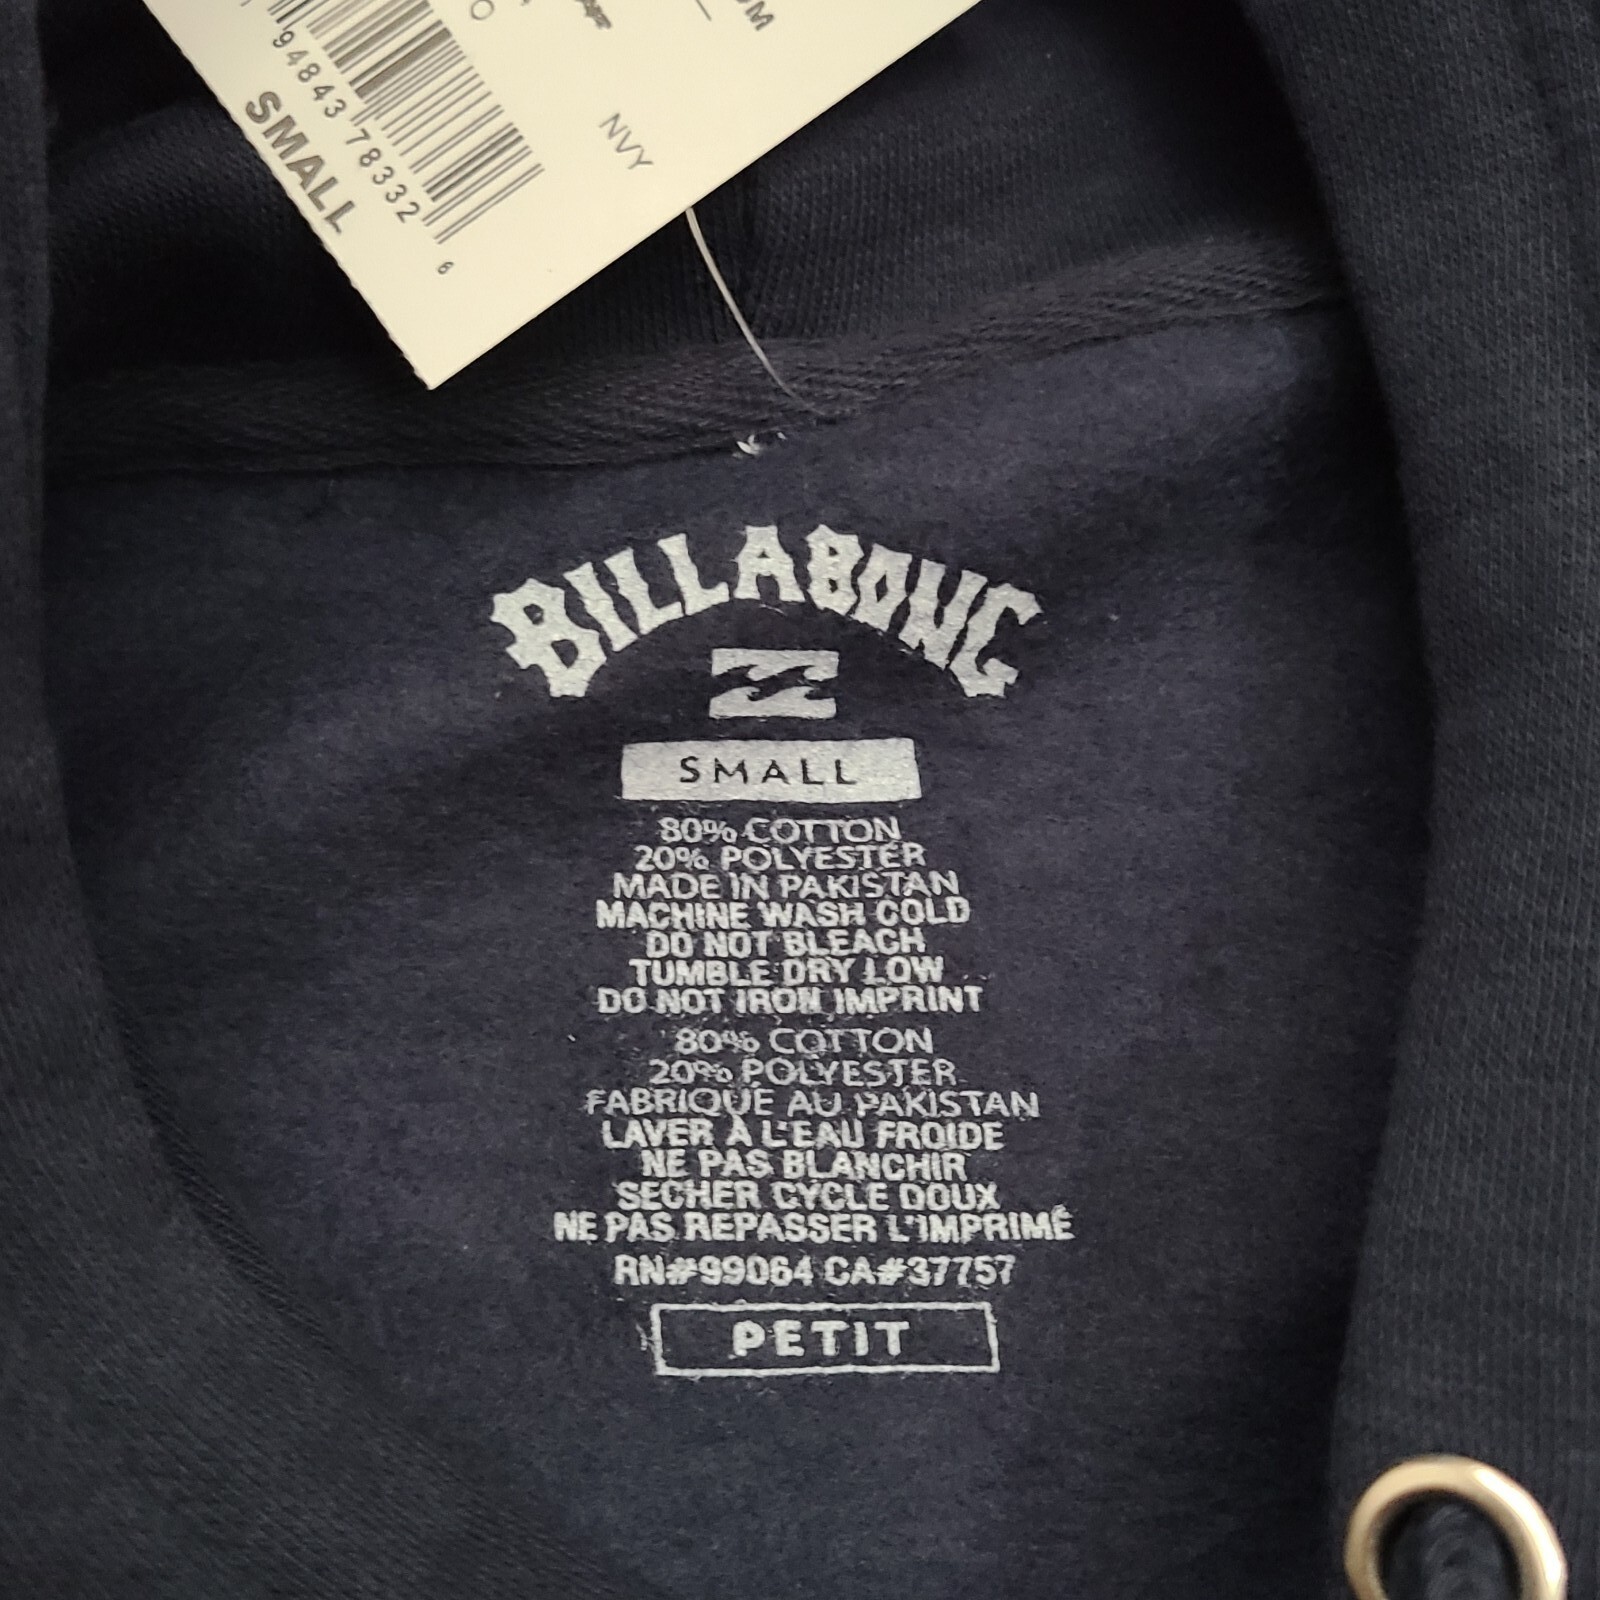 94843 78332 6
SMALL
NVY
BILLABONG
SMALL
80% COTTON
20% POLYESTER
MADE IN PAKISTAN
MACHINE WASH COLD
DO NOT BLEACH
TUMBLE DRY LOW
DO NOT IRON IMPRINT
80% COTTON
20% POLYESTER
FABRIQUE AU PAKISTAN
LAVER À L'EAU FROIDE
NE PAS BLANCHIR
SECHER CYCLE DOUX
NE PAS REPASSER L'IMPRIMÉ
RN#99064 CA#37757
PETIT